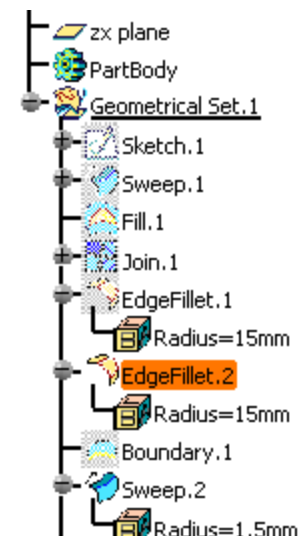 zx plane
PartBody
Geometrical Set.1
Sketch.1
Sweep.1
Fill.1
Join.1
EdgeFillet.1
Radius=15mm
EdgeFillet.2
Radius=15mm
Boundary.1
Sweep.2
Radius=1.5mm